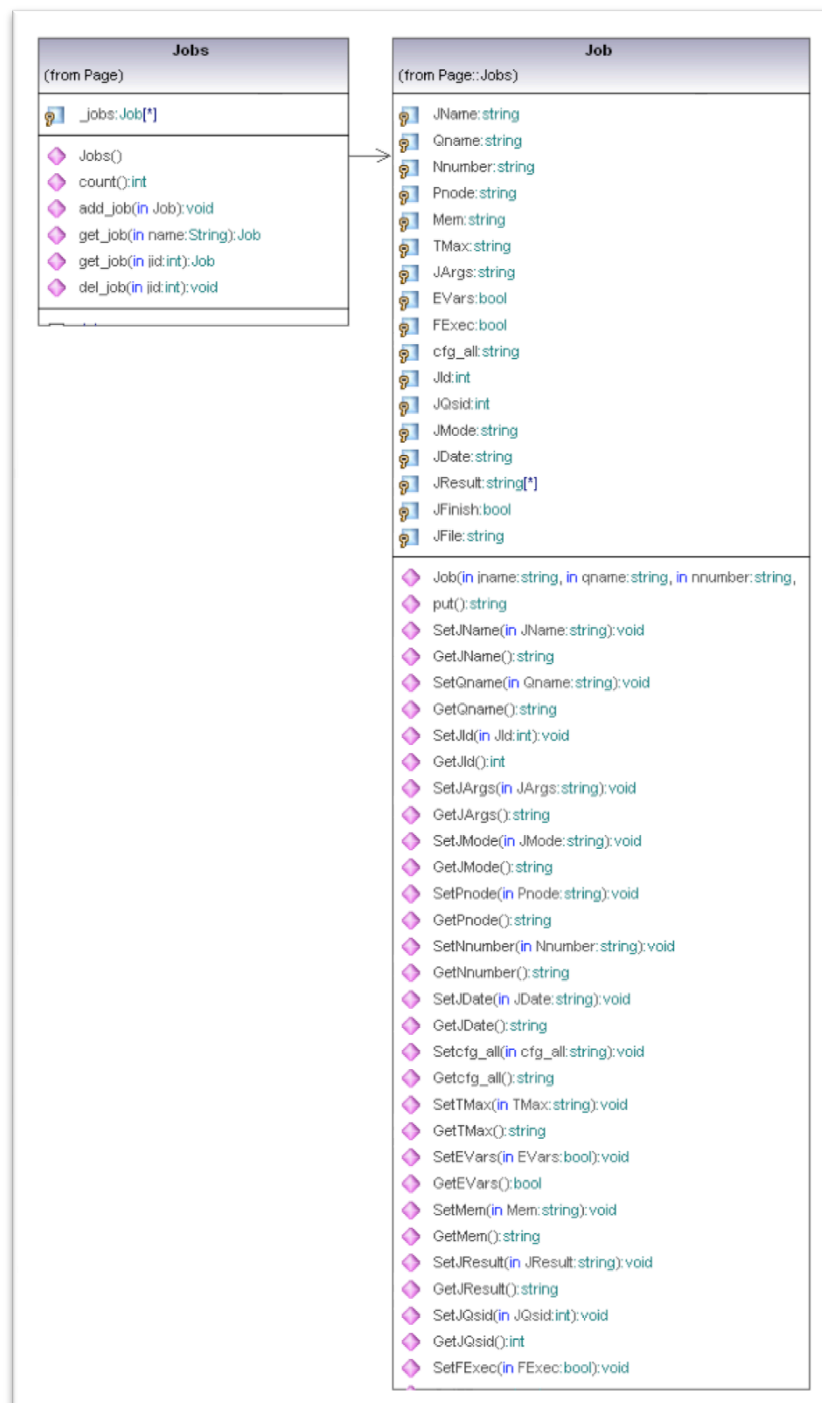 Jobs
(from Page)
_jobs:Job[*]
Jobs()
count():int
add_job(in Job):void
get_job(in name:String):Job
get_job(in jid:int):Job
del_job(in jid:int):void
Job
(from Page::Jobs)
JName:string
Qname:string
Nnumber:string
Pnode:string
Mem:string
TMax:string
JArgs:string
EVars:bool
FExec:bool
cfg_all:string
JId:int
JQsid:int
JMode:string
JDate:string
JResult:string[*]
JFinish:bool
JFile:string
Job(in jname:string, in qname:string, in nnumber:string,
put():string
SetJName(in JName:string):void
GetJName():string
SetQname(in Qname:string):void
GetQname():string
SetJId(in JId:int):void
GetJId():int
SetJArgs(in JArgs:string):void
GetJArgs():string
SetJMode(in JMode:string):void
GetJMode():string
SetPnode(in Pnode:string):void
GetPnode():string
SetNnumber(in Nnumber:string):void
GetNnumber():string
SetJDate(in JDate:string):void
GetJDate():string
Setcfg_all(in cfg_all:string):void
Getcfg_all():string
SetTMax(in TMax:string):void
GetTMax():string
SetEVars(in EVars:bool):void
GetEVars():bool
SetMem(in Mem:string):void
GetMem():string
SetJResult(in JResult:string):void
GetJResult():string
SetJQsid(in JQsid:int):void
GetJQsid():int
SetFExec(in FExec:bool):void